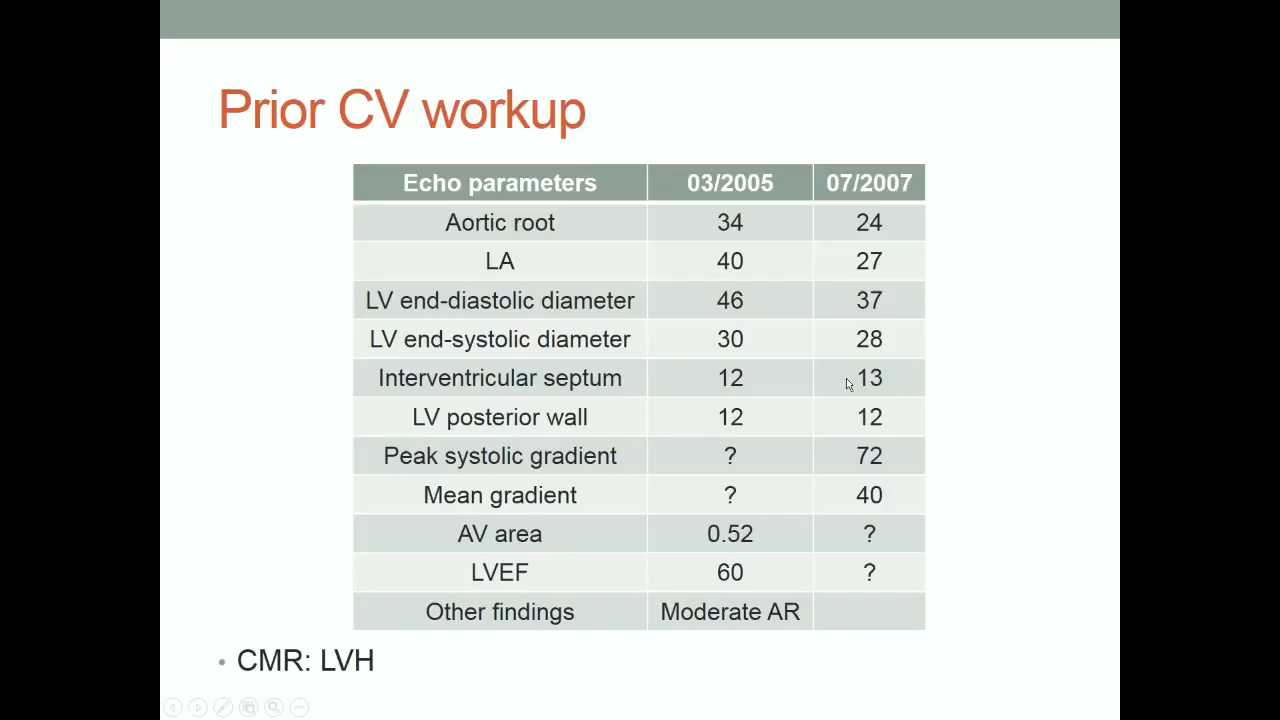 Prior CV workup
Echo parameters 03/2005 07/2007
Aortic root 34 24
LA 40 27
LV end-diastolic diameter 46 37
LV end-systolic diameter 30 28
Interventricular septum 12 13
LV posterior wall 12 12
Peak systolic gradient ? 72
Mean gradient ? 40
AV area 0.52 ?
LVEF 60 ?
Other findings Moderate AR
• CMR: LVH